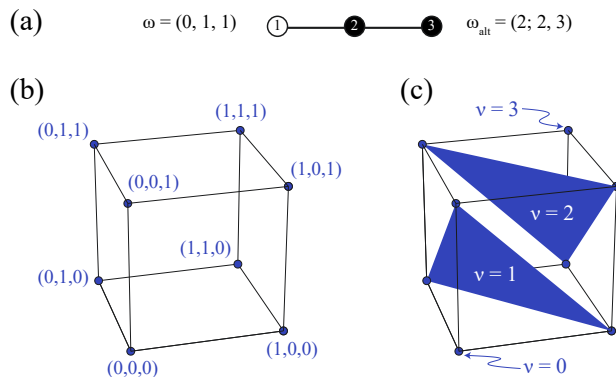 (a) ω = (0, 1, 1) 1 2 3 ω_alt = (2; 2, 3)
(b)
(0,1,1)
(1,1,1)
(0,0,1)
(1,0,1)
(0,1,0)
(1,1,0)
(0,0,0)
(1,0,0)
(c)
ν = 3
ν = 2
ν = 1
ν = 0